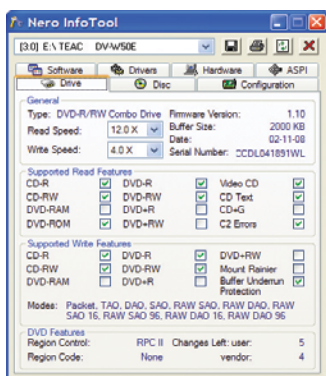 Nero InfoTool
[3.0] E:\ TEAC DV-W50E
Software Drivers Hardware ASPI
Drive Disc Configuration
General
Type: DVD-R/RW Combo Drive Firmware Version: 1.10
Read Speed: 12.0 X Buffer Size: 2000 KB
Date: 02-11-08
Write Speed: 4.0 X Serial Number: CCDL041891WL
Supported Read Features
CD-R DVD-R Video CD
CD-RW DVD-RW CD Text
DVD-RAM DVD+R CD+G
DVD-ROM DVD+RW C2 Errors
Supported Write Features
CD-R DVD-R DVD+RW
CD-RW DVD-RW Mount Rainier
DVD-RAM DVD+R Buffer Underrun
Protection
Modes: Packet, TAO, DAO, SAO, RAW SAO, RAW DAO, RAW
SAO 16, RAW SAO 96, RAW DAO 16, RAW DAO 96
DVD Features
Region Control: RPC II Changes Left: user: 5
Region Code: None vendor: 4